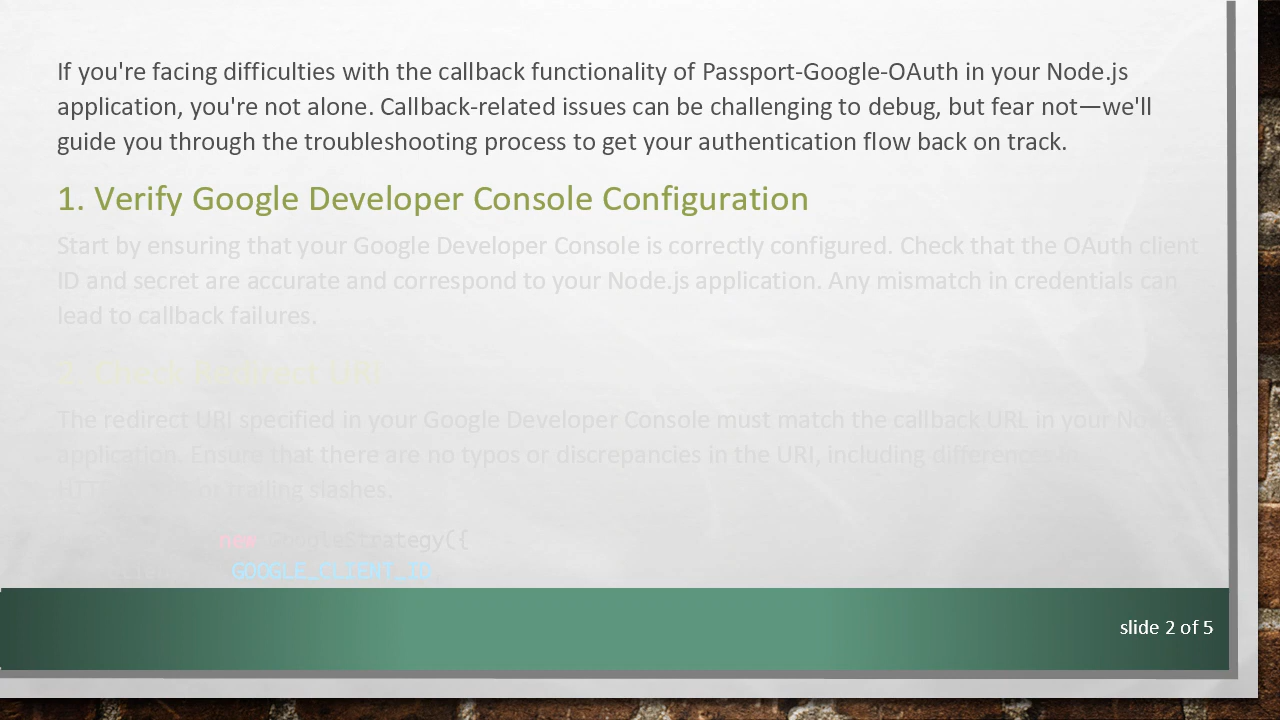 If you're facing difficulties with the callback functionality of Passport-Google-OAuth in your Node.js
application, you're not alone. Callback-related issues can be challenging to debug, but fear not—we'll
guide you through the troubleshooting process to get your authentication flow back on track.
1. Verify Google Developer Console Configuration
Start by ensuring that your Google Developer Console is correctly configured. Check that the OAuth client
ID and secret are accurate and correspond to your Node.js application. Any mismatch in credentials can
lead to callback failures.
2. Check Redirect URI
The redirect URI specified in your Google Developer Console must match the callback URL in your
application. Ensure that there are no typos or discrepancies in the URI, including differences in
or trailing slashes.
new GoogleStrategy({
GOOGLE_CLIENT_ID
slide 2 of 5